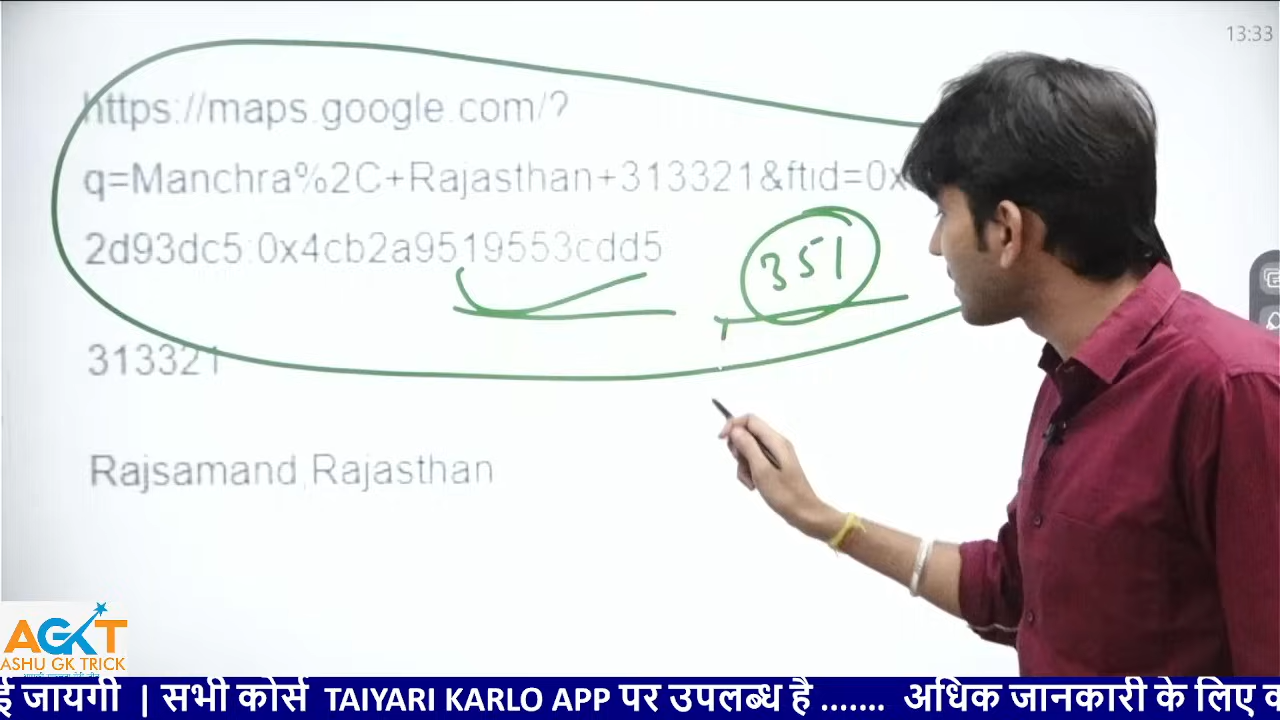 13:33
https://maps.google.com/?
q=Manchra%2C+Rajasthan+313321&ftid=0x
2d93dc5:0x4cb2a9519553cdd5
351
313321
Rajsamand,Rajasthan
AGKT
ASHU GK TRICK
ई जायगी | सभी कोर्स TAIYARI KARLO APP पर उपलब्ध है ....... अधिक जानकारी के लिए